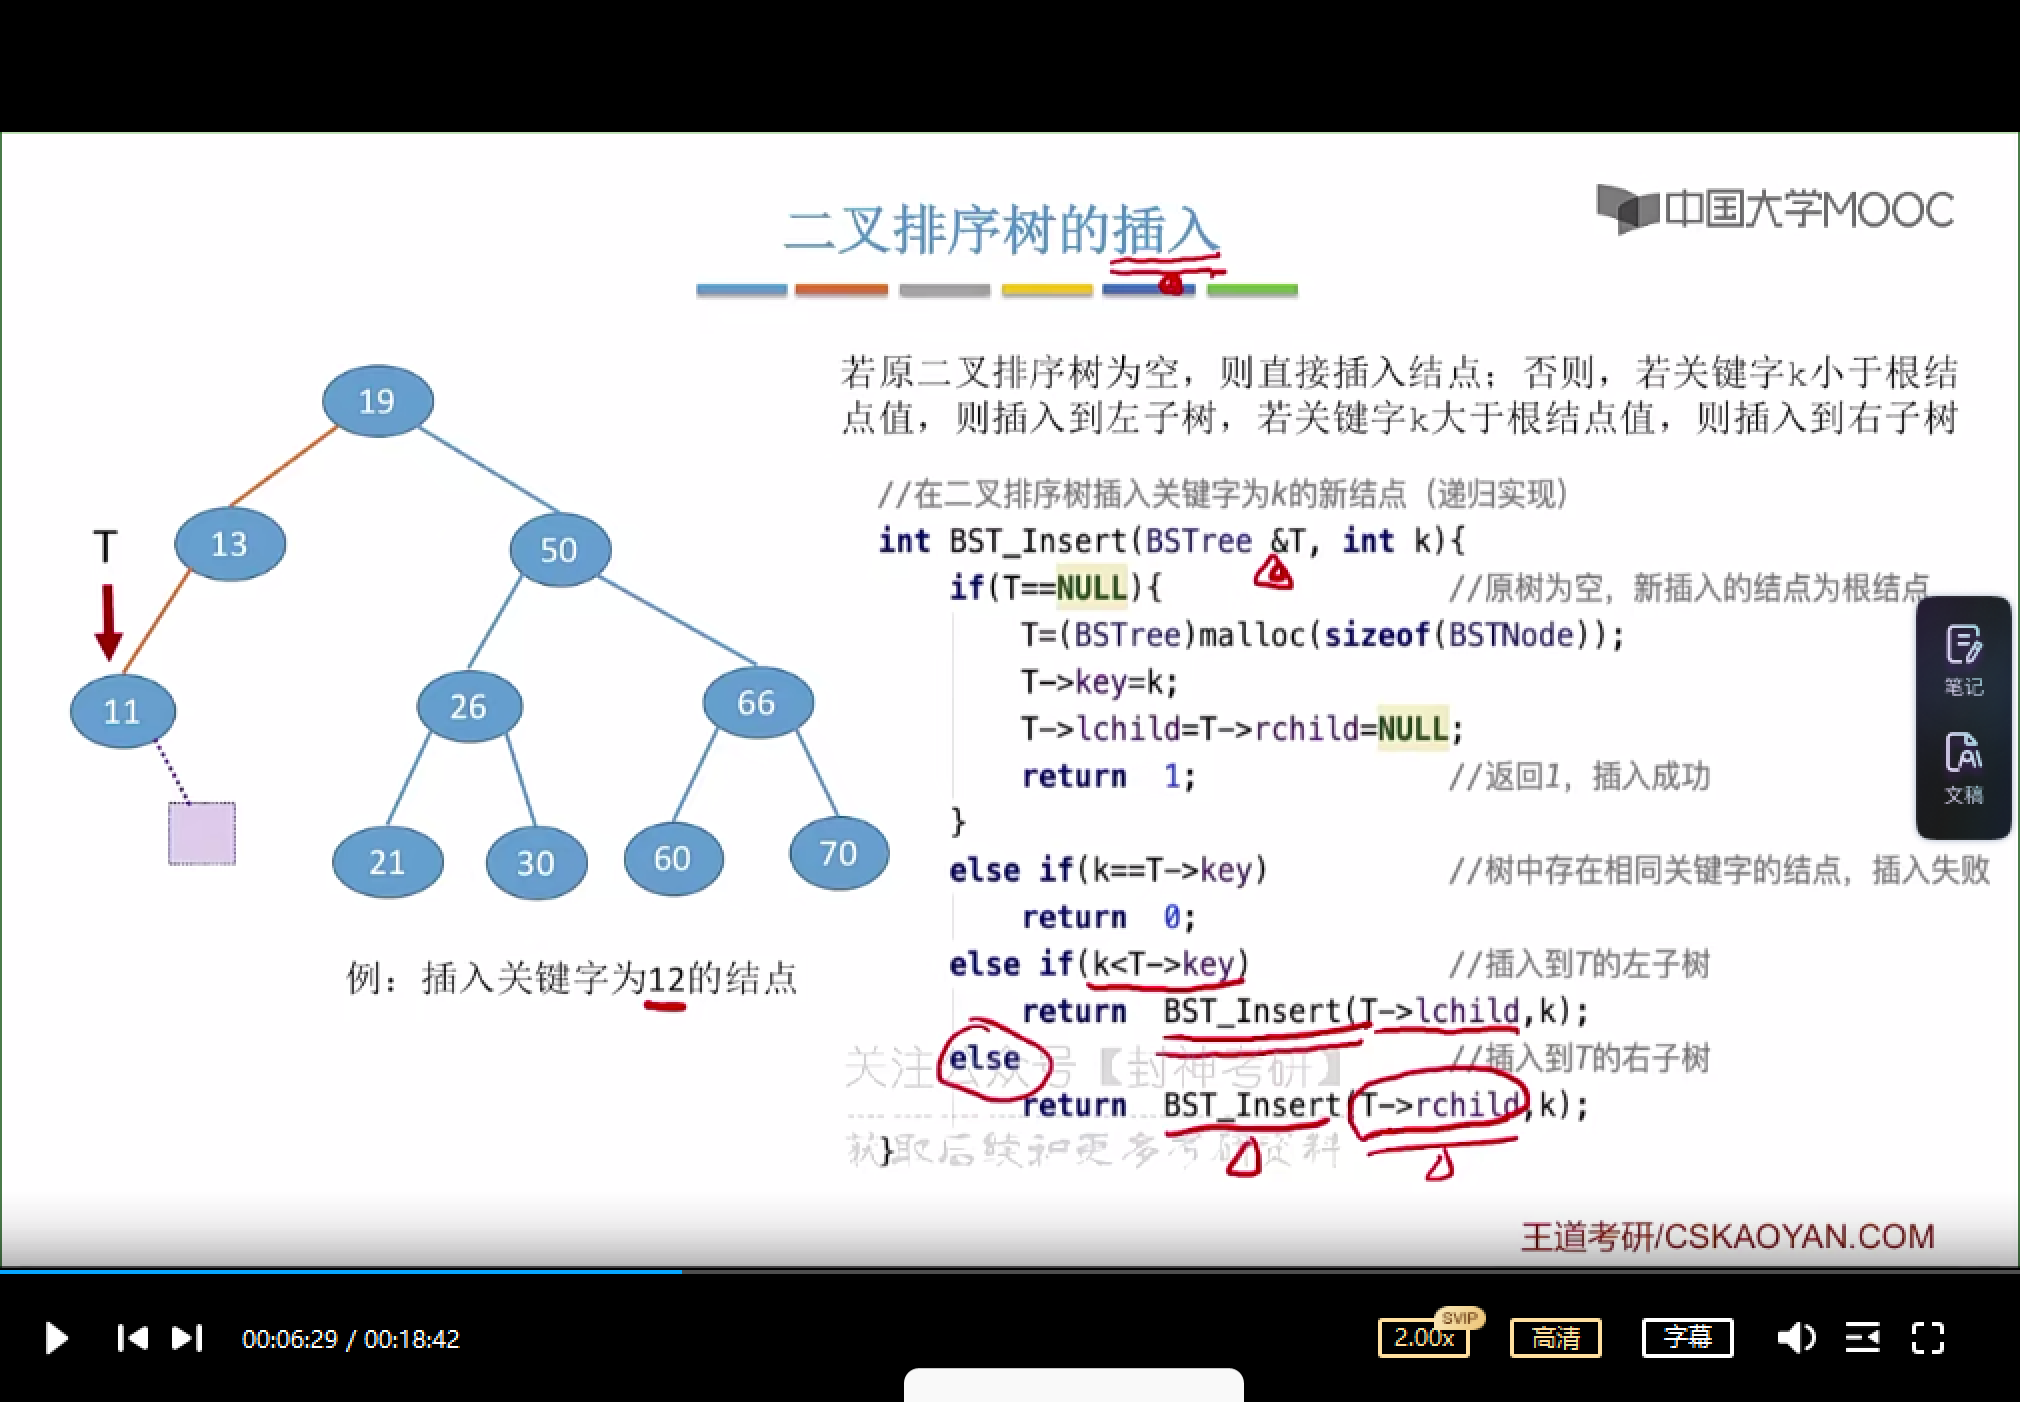 中国大学MOOC
二叉排序树的插入
若原二叉排序树为空，则直接插入结点；否则，若关键字k小于根结
点值，则插入到左子树，若关键字k大于根结点值，则插入到右子树
19
13
50
T
11
26
66
21
30
60
70
例：插入关键字为12的结点
//在二叉排序树插入关键字为k的新结点（递归实现）
int BST_Insert(BSTree &T, int k){
if(T==NULL){ //原树为空，新插入的结点为根结点
T=(BSTree)malloc(sizeof(BSTNode));
T->key=k;
T->lchild=T->rchild=NULL;
return 1; //返回1，插入成功
}
else if(k==T->key) //树中存在相同关键字的结点，插入失败
return 0;
else if(k<T->key) //插入到T的左子树
return BST_Insert(T->lchild,k);
else //插入到T的右子树
return BST_Insert(T->rchild,k);
}
关注公众号【封神考研】
获取后续和更多考研资料
笔记
文稿
王道考研/CSKAOYAN.COM
00:06:29 / 00:18:42
2.00x
SVIP
高清
字幕